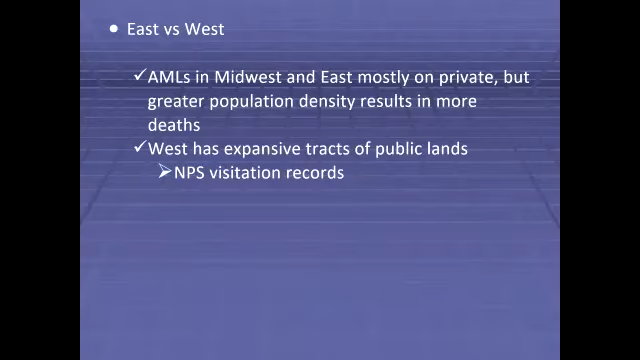 East vs West
AMLs in Midwest and East mostly on private, but
greater population density results in more
deaths
West has expansive tracts of public lands
NPS visitation records